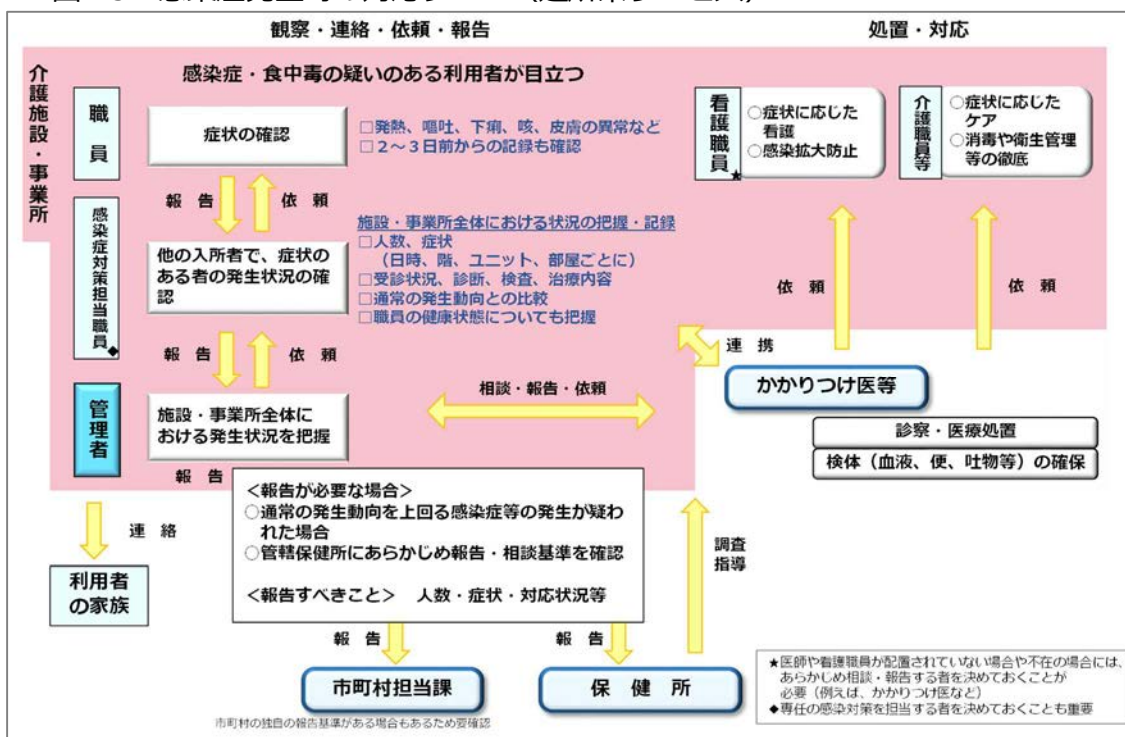 観察・連絡・依頼・報告
処置・対応
介護施設・事業所
感染症・食中毒の疑いのある利用者が目立つ
職員
症状の確認
□発熱、嘔吐、下痢、咳、皮膚の異常など
□2～3日前からの記録も確認
看護職員★
○症状に応じた
看護
○感染拡大防止
介護職員等
○症状に応じた
ケア
○消毒や衛生管理
等の徹底
報告
依頼
感染症対策担当職員◆
他の入所者で、症状の
ある者の発生状況の確
認
施設・事業所全体における状況の把握・記録
□人数、症状
（日時、階、ユニット、部屋ごとに）
□受診状況、診断、検査、治療内容
□通常の発生動向との比較
□職員の健康状態についても把握
依頼
依頼
報告
依頼
連携
管理者
施設・事業所全体に
おける発生状況を把握
相談・報告・依頼
かかりつけ医等
診察・医療処置
検体（血液、便、吐物等）の確保
報告
<報告が必要な場合>
○通常の発生動向を上回る感染症等の発生が疑わ
れた場合
○管轄保健所にあらかじめ報告・相談基準を確認
<報告すべきこと>　人数・症状・対応状況等
連絡
利用者
の家族
調査
指導
報告
報告
市町村担当課
保健所
市町村の独自の報告基準がある場合もあるため要確認
★医師や看護職員が配置されていない場合や不在の場合には、
あらかじめ相談・報告する者を決めておくことが
必要（例えば、かかりつけ医など）
◆専任の感染対策を担当する者を決めておくことも重要